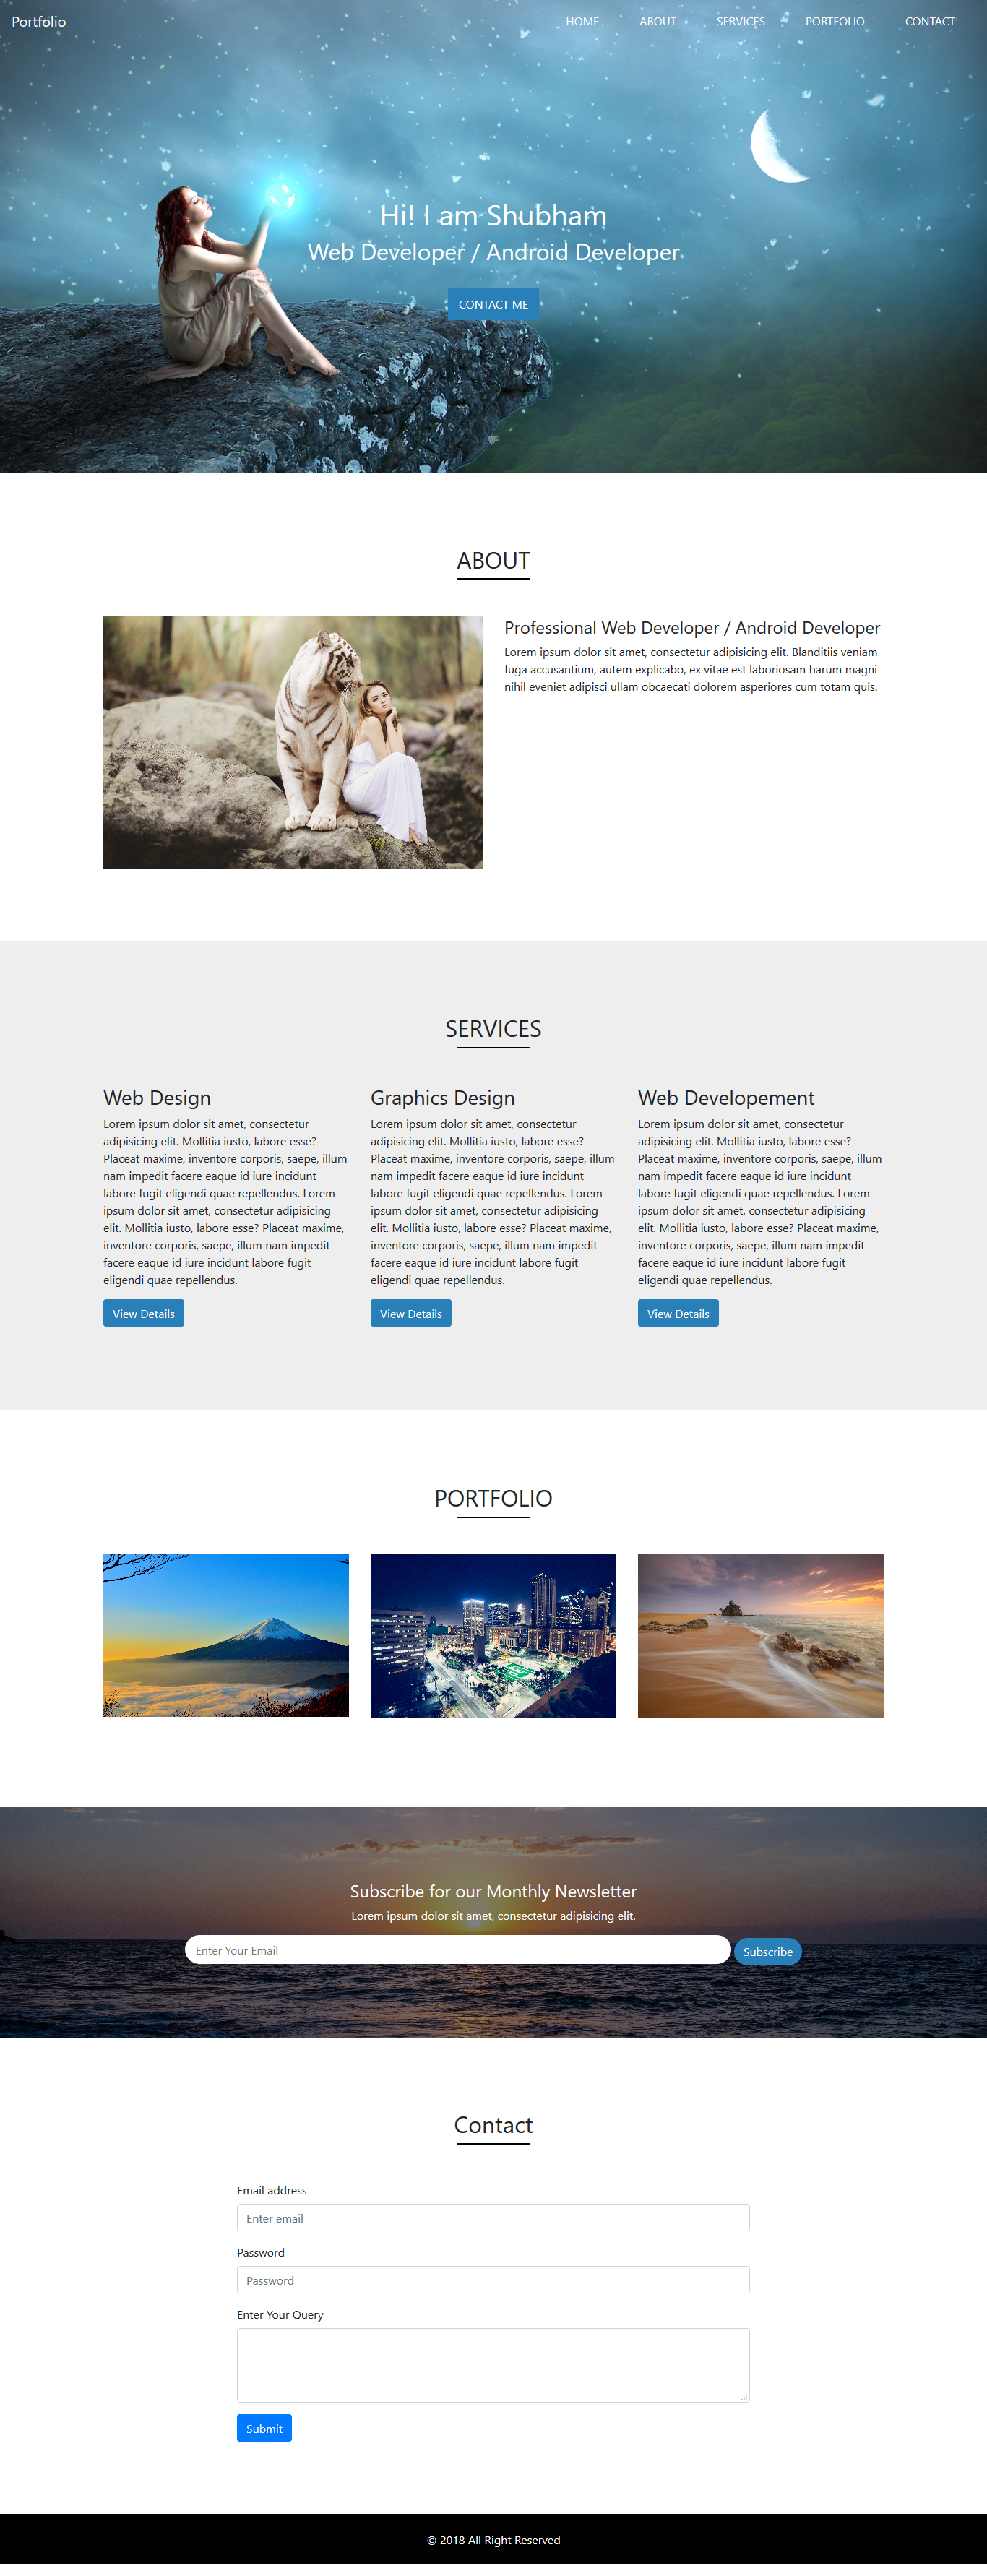 Portfolio
HOME ABOUT SERVICES PORTFOLIO CONTACT
Hi! I am Shubham
Web Developer / Android Developer
CONTACT ME
ABOUT
Professional Web Developer / Android Developer
Lorem ipsum dolor sit amet, consectetur adipisicing elit. Blanditiis veniam
fuga accusantium, autem explicabo, ex vitae est laboriosam harum magni
nihil eveniet adipisci ullam obcaecati dolorem asperiores cum totam quis.
SERVICES
Web Design
Lorem ipsum dolor sit amet, consectetur
adipisicing elit. Mollitia iusto, labore esse?
Placeat maxime, inventore corporis, saepe, illum
nam impedit facere eaque id iure incidunt
labore fugit eligendi quae repellendus. Lorem
ipsum dolor sit amet, consectetur adipisicing
elit. Mollitia iusto, labore esse? Placeat maxime,
inventore corporis, saepe, illum nam impedit
facere eaque id iure incidunt labore fugit
eligendi quae repellendus.
View Details
Graphics Design
Lorem ipsum dolor sit amet, consectetur
adipisicing elit. Mollitia iusto, labore esse?
Placeat maxime, inventore corporis, saepe, illum
nam impedit facere eaque id iure incidunt
labore fugit eligendi quae repellendus. Lorem
ipsum dolor sit amet, consectetur adipisicing
elit. Mollitia iusto, labore esse? Placeat maxime,
inventore corporis, saepe, illum nam impedit
facere eaque id iure incidunt labore fugit
eligendi quae repellendus.
View Details
Web Developement
Lorem ipsum dolor sit amet, consectetur
adipisicing elit. Mollitia iusto, labore esse?
Placeat maxime, inventore corporis, saepe, illum
nam impedit facere eaque id iure incidunt
labore fugit eligendi quae repellendus. Lorem
ipsum dolor sit amet, consectetur adipisicing
elit. Mollitia iusto, labore esse? Placeat maxime,
inventore corporis, saepe, illum nam impedit
facere eaque id iure incidunt labore fugit
eligendi quae repellendus.
View Details
PORTFOLIO
Subscribe for our Monthly Newsletter
Lorem ipsum dolor sit amet, consectetur adipisicing elit.
Enter Your Email
Subscribe
Contact
Email address
Enter email
Password
Password
Enter Your Query
Submit
© 2018 All Right Reserved